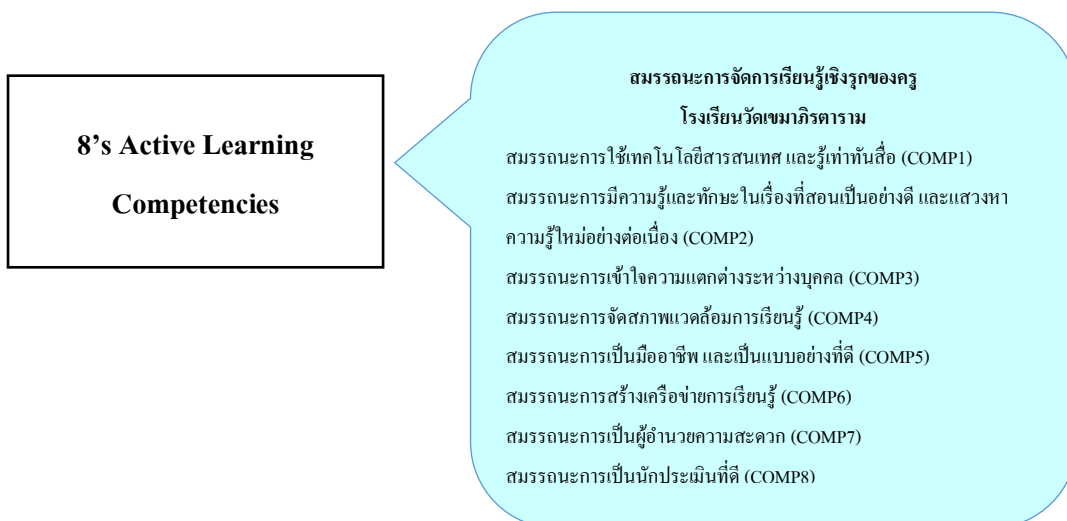 8’s Active Learning
Competencies
สมรรถนะการจัดการเรียนรู้เชิงรุกของครู
โรงเรียนวัดเขมาภิรตาราม
สมรรถนะการใช้เทคโนโลยีสารสนเทศ และรู้เท่าทันสื่อ (COMP1)
สมรรถนะการมีความรู้และทักษะในเรื่องที่สอนเป็นอย่างดี และแสวงหา
ความรู้ใหม่อย่างต่อเนื่อง (COMP2)
สมรรถนะการเข้าใจความแตกต่างระหว่างบุคคล (COMP3)
สมรรถนะการจัดสภาพแวดล้อมการเรียนรู้ (COMP4)
สมรรถนะการเป็นมืออาชีพ และเป็นแบบอย่างที่ดี (COMP5)
สมรรถนะการสร้างเครือข่ายการเรียนรู้ (COMP6)
สมรรถนะการเป็นผู้อำนวยความสะดวก (COMP7)
สมรรถนะการเป็นนักประเมินที่ดี (COMP8)